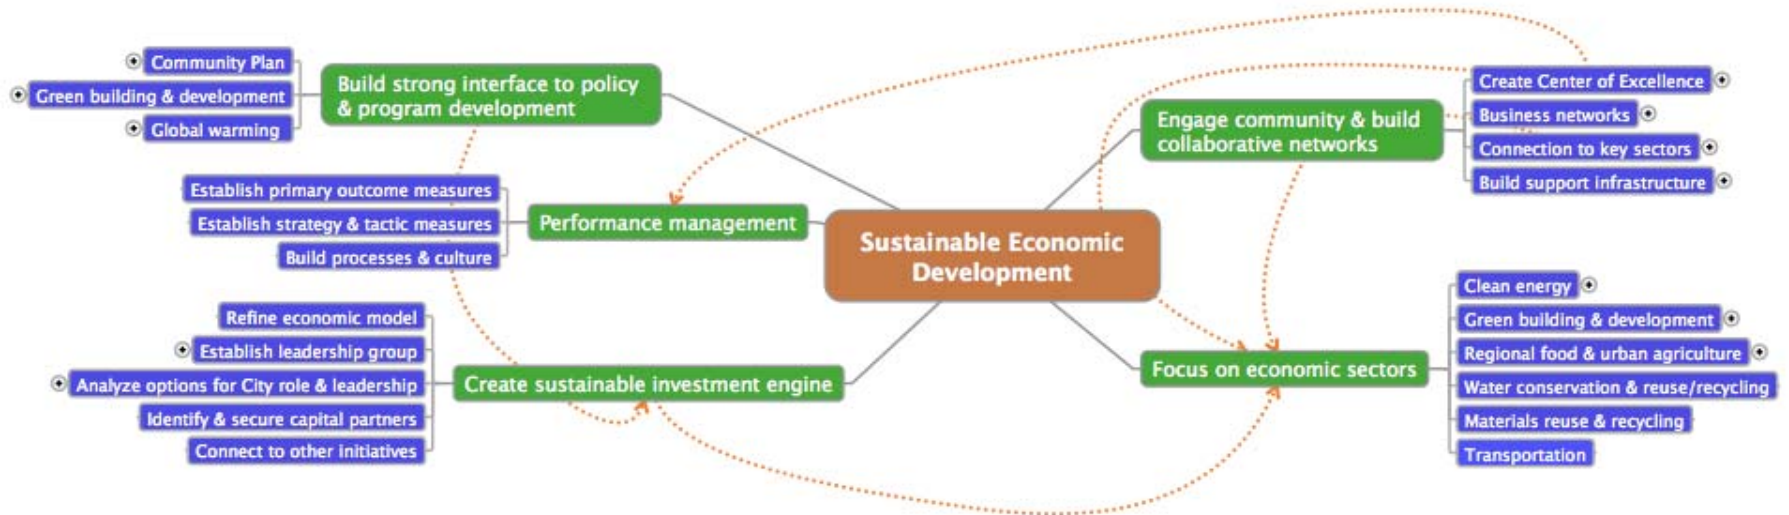 Community Plan
Green building & development
Global warming
Build strong interface to policy
& program development
Establish primary outcome measures
Establish strategy & tactic measures
Build processes & culture
Performance management
Refine economic model
Establish leadership group
Analyze options for City role & leadership
Identify & secure capital partners
Connect to other initiatives
Create sustainable investment engine
Sustainable Economic
Development
Engage community & build
collaborative networks
Create Center of Excellence
Business networks
Connection to key sectors
Build support infrastructure
Focus on economic sectors
Clean energy
Green building & development
Regional food & urban agriculture
Water conservation & reuse/recycling
Materials reuse & recycling
Transportation